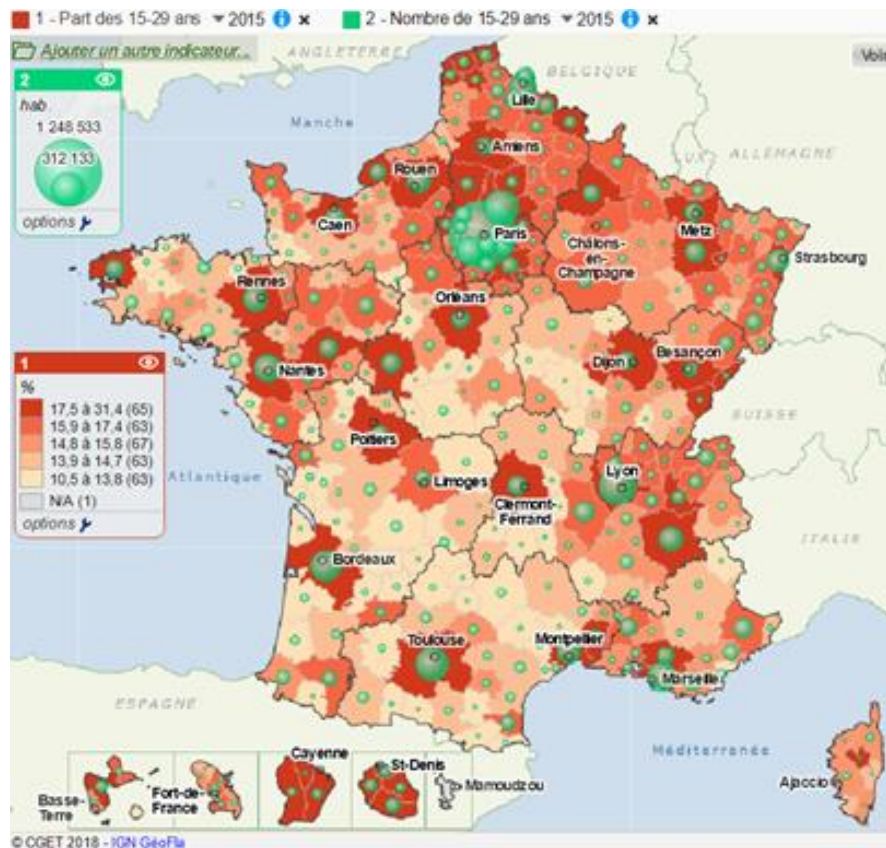 1 - Part des 15-29 ans 2015 i x
2 - Nombre de 15-29 ans 2015 i x
Ajouter un autre indicateur...
ANGLETERRE
BELGIQUE
Voir
2
hab
1 248 533
312 133
options
Manche
Lille
Amiens
ALLEMAGNE
Rouen
Caen
Paris
Metz
Châlons-
en-
Champagne
Strasbourg
Rennes
Orléans
1
%
17,5 à 31,4 (65)
15,9 à 17,4 (63)
14,8 à 15,8 (67)
13,9 à 14,7 (63)
10,5 à 13,8 (63)
N/A (1)
options
Nantes
Dijon
Besançon
SUISSE
Poitiers
Atlantique
Limoges
Clermont-
Ferrand
Lyon
ITALIE
Bordeaux
Toulouse
Montpellier
Marseille
ESPAGNE
Méditerranée
Ajaccio
Basse-
Terre
Fort-de-
France
Cayenne
St-Denis
Mamoudzou
© CGET 2018 - IGN GéoFla